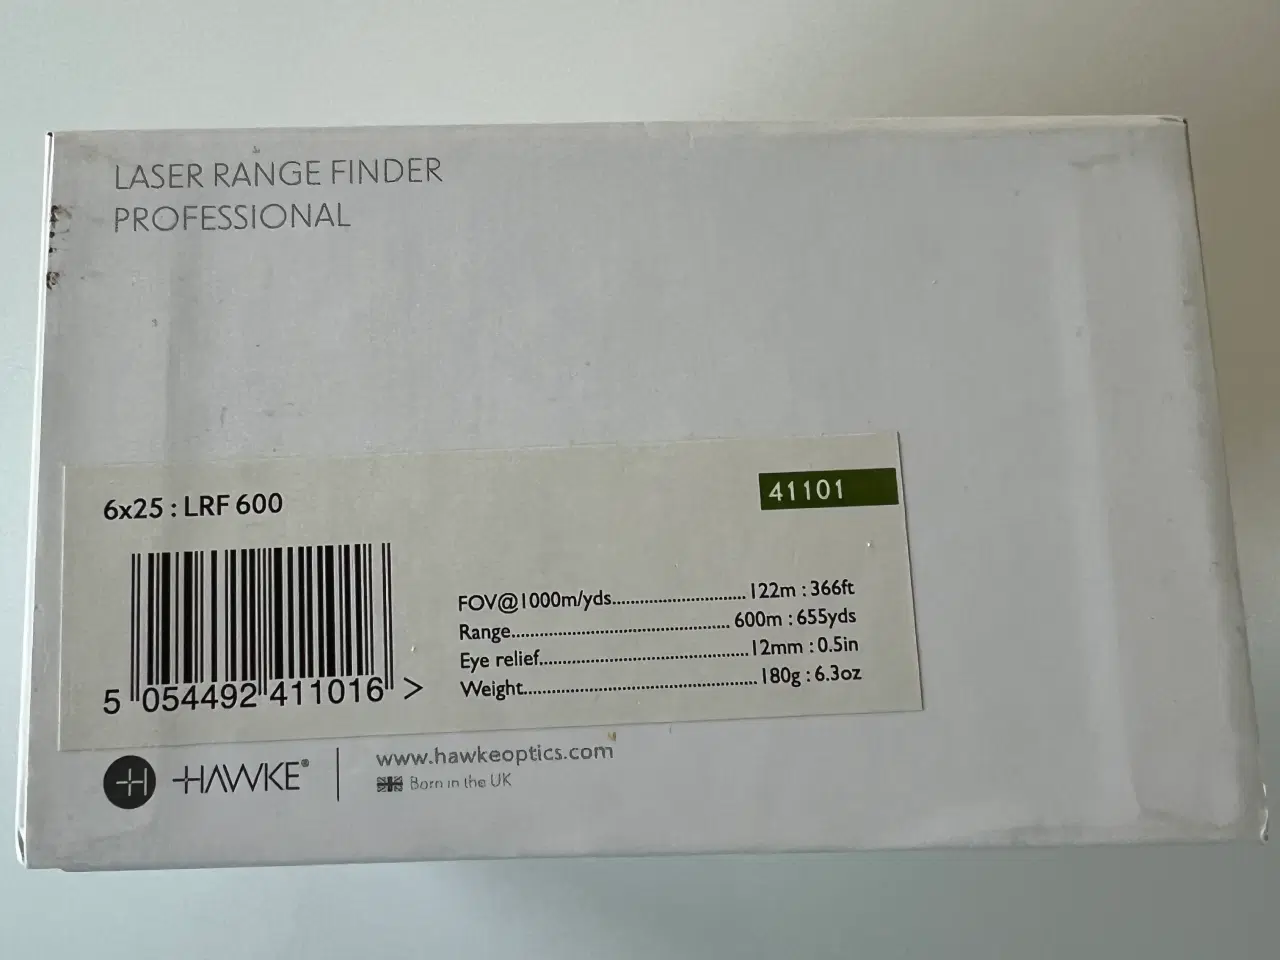 LASER RANGE FINDER
PROFESSIONAL
6x25 : LRF 600
41101
FOV@1000m/yds.................................. 122m : 366ft
Range........................................................ 600m : 655yds
Eye relief.....................................................12mm : 0.5in
Weight...........................................................180g : 6.3oz
5 054492 411016 >
HAWKE®
www.hawkeoptics.com
Born in the UK